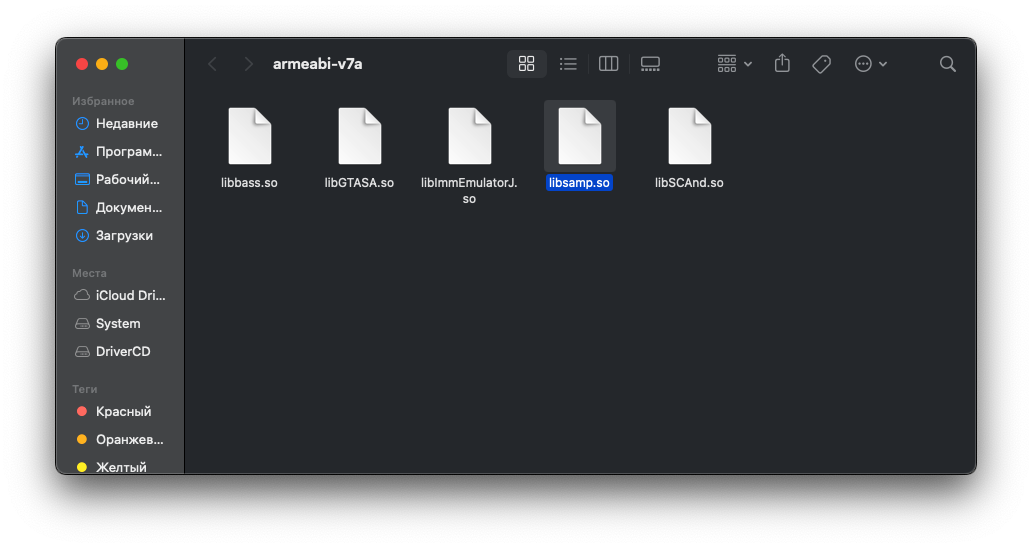 armeabi-v7a
Избранное
Недавние
Програм...
Рабочий...
Докумен...
Загрузки
Места
iCloud Dri...
System
DriverCD
Теги
Красный
Оранжев...
Желтый
libbass.so
libGTASA.so
libImmEmulatorJ.
so
libsamp.so
libSCAnd.so